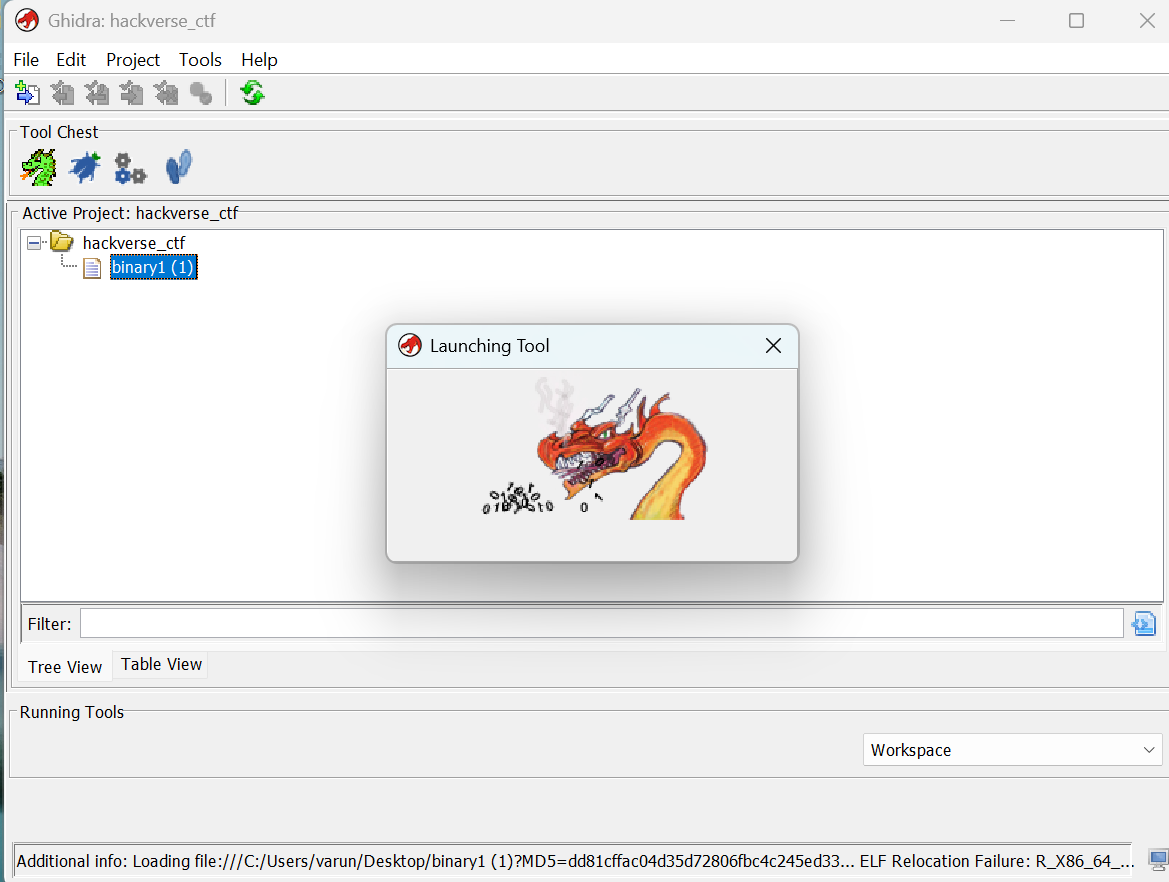 Ghidra: hackverse_ctf
File Edit Project Tools Help
Tool Chest
Active Project: hackverse_ctf
hackverse_ctf
binary1 (1)
Launching Tool
Filter:
Tree View Table View
Running Tools
Workspace
Additional info: Loading file:///C:/Users/varun/Desktop/binary1 (1)?MD5=dd81cffac04d35d72806fbc4c245ed33... ELF Relocation Failure: R_X86_64_...